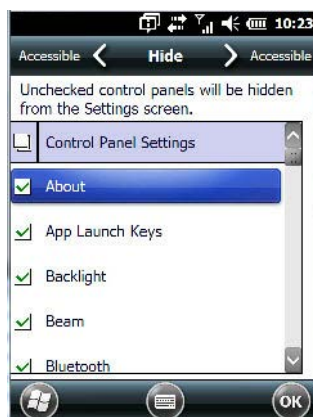 10:23
Accessible Hide Accessible
Unchecked control panels will be hidden
from the Settings screen.
Control Panel Settings
About
App Launch Keys
Backlight
Beam
Bluetooth
OK